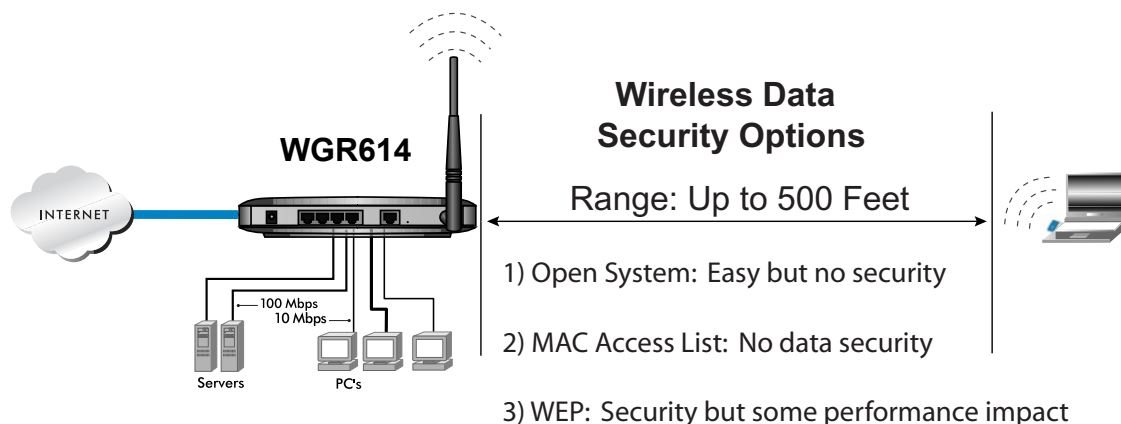 Wireless Data
Security Options
WGR614
Range: Up to 500 Feet
INTERNET
1) Open System: Easy but no security
100 Mbps
10 Mbps
2) MAC Access List: No data security
Servers
PC's
3) WEP: Security but some performance impact